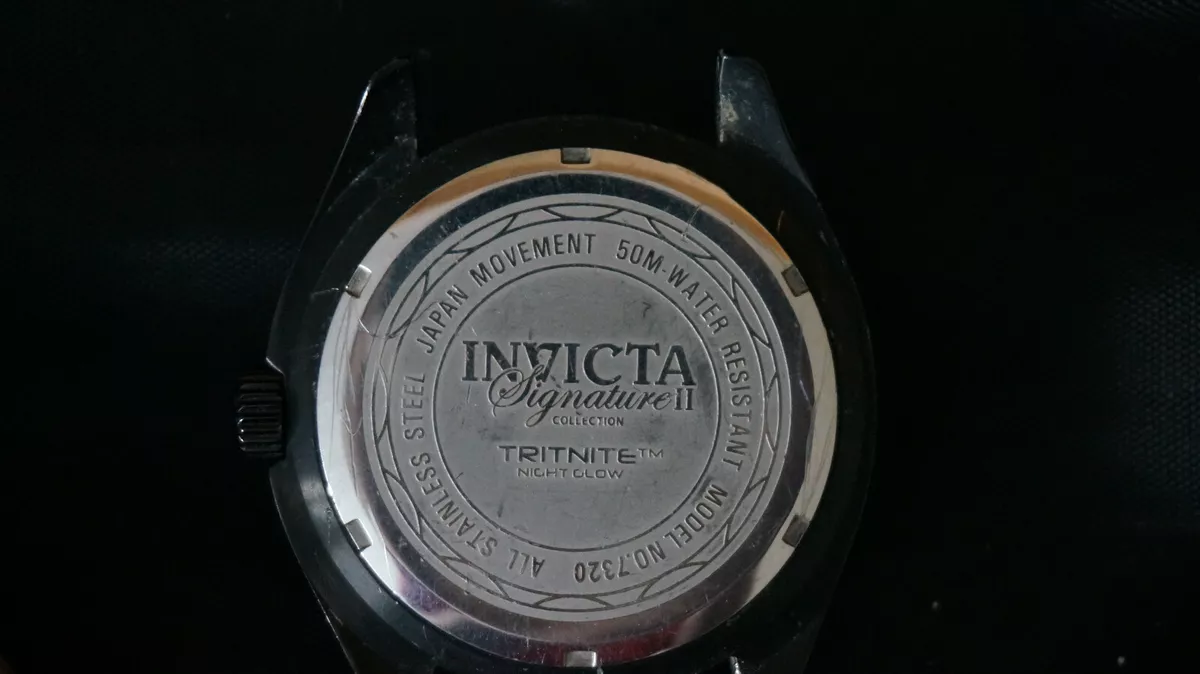 INVICTA
Signature II
COLLECTION
TRITNITE™
NIGHT GLOW
ALL STAINLESS STEEL JAPAN MOVEMENT 50M-WATER RESISTANT MODEL NO.7320